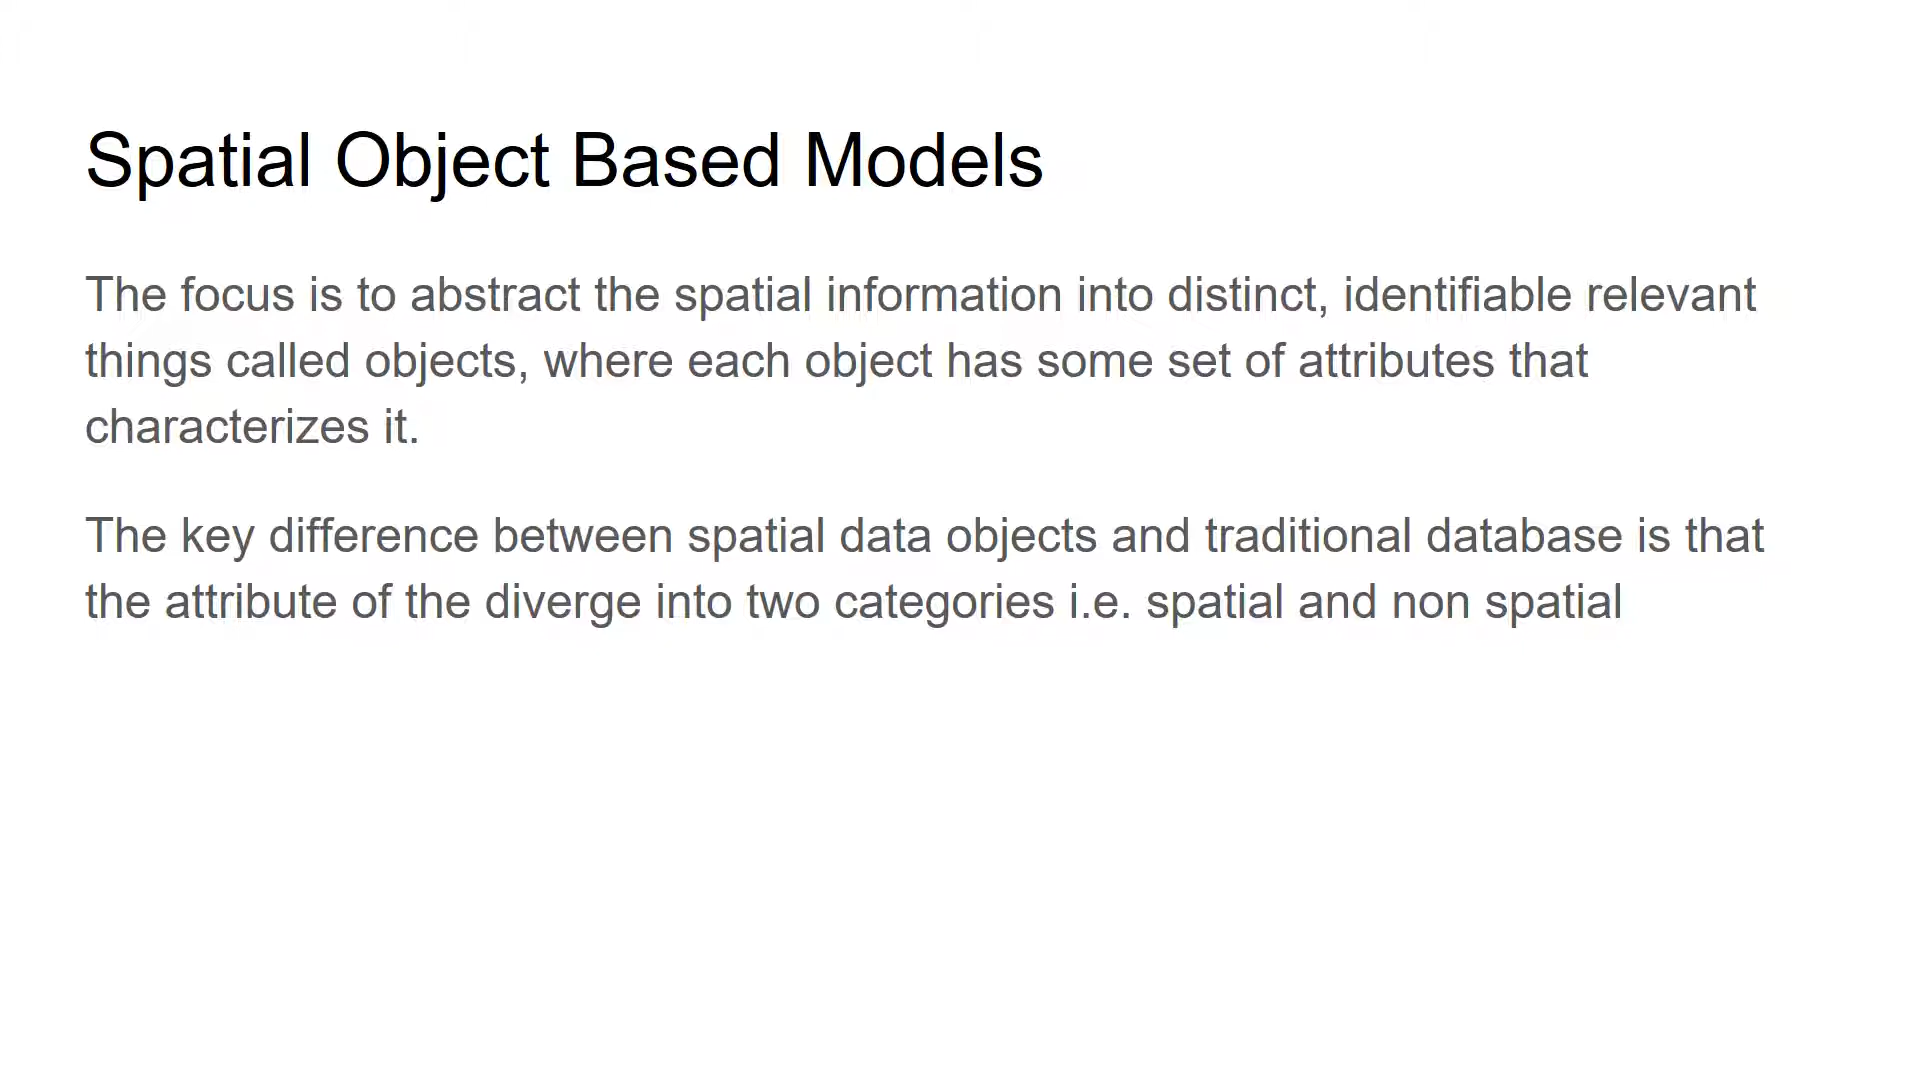 Spatial Object Based Models
The focus is to abstract the spatial information into distinct, identifiable relevant
things called objects, where each object has some set of attributes that
characterizes it.
The key difference between spatial data objects and traditional database is that
the attribute of the diverge into two categories i.e. spatial and non spatial